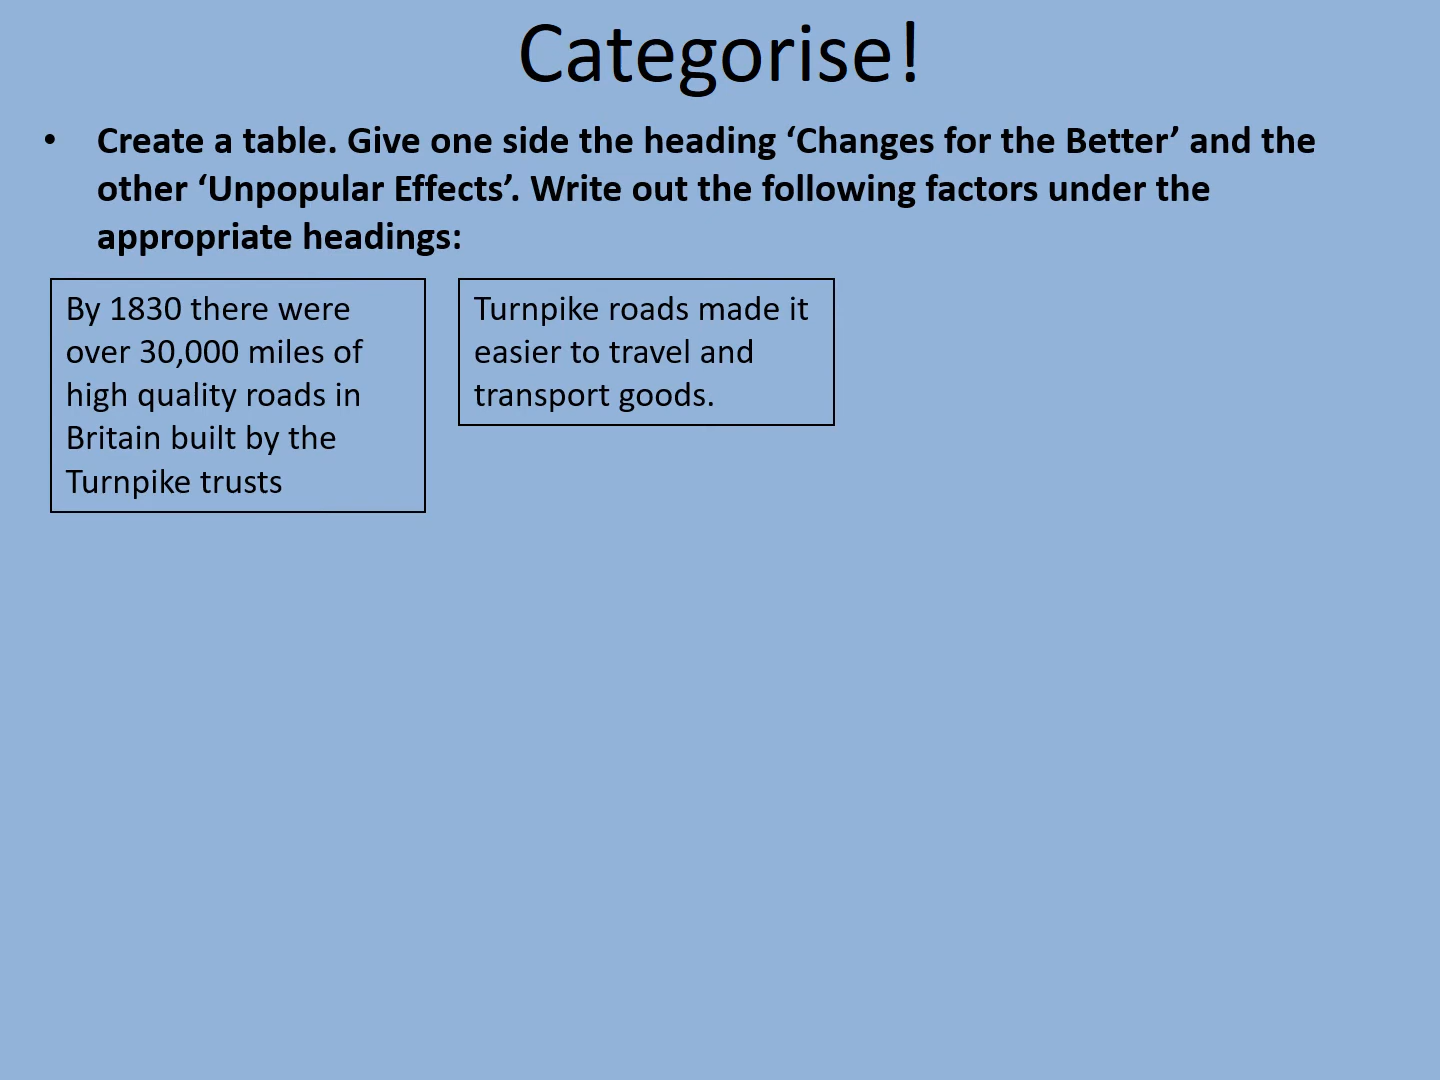 Categorise!
• Create a table. Give one side the heading ‘Changes for the Better’ and the
other ‘Unpopular Effects’. Write out the following factors under the
appropriate headings:
By 1830 there were
over 30,000 miles of
high quality roads in
Britain built by the
Turnpike trusts
Turnpike roads made it
easier to travel and
transport goods.